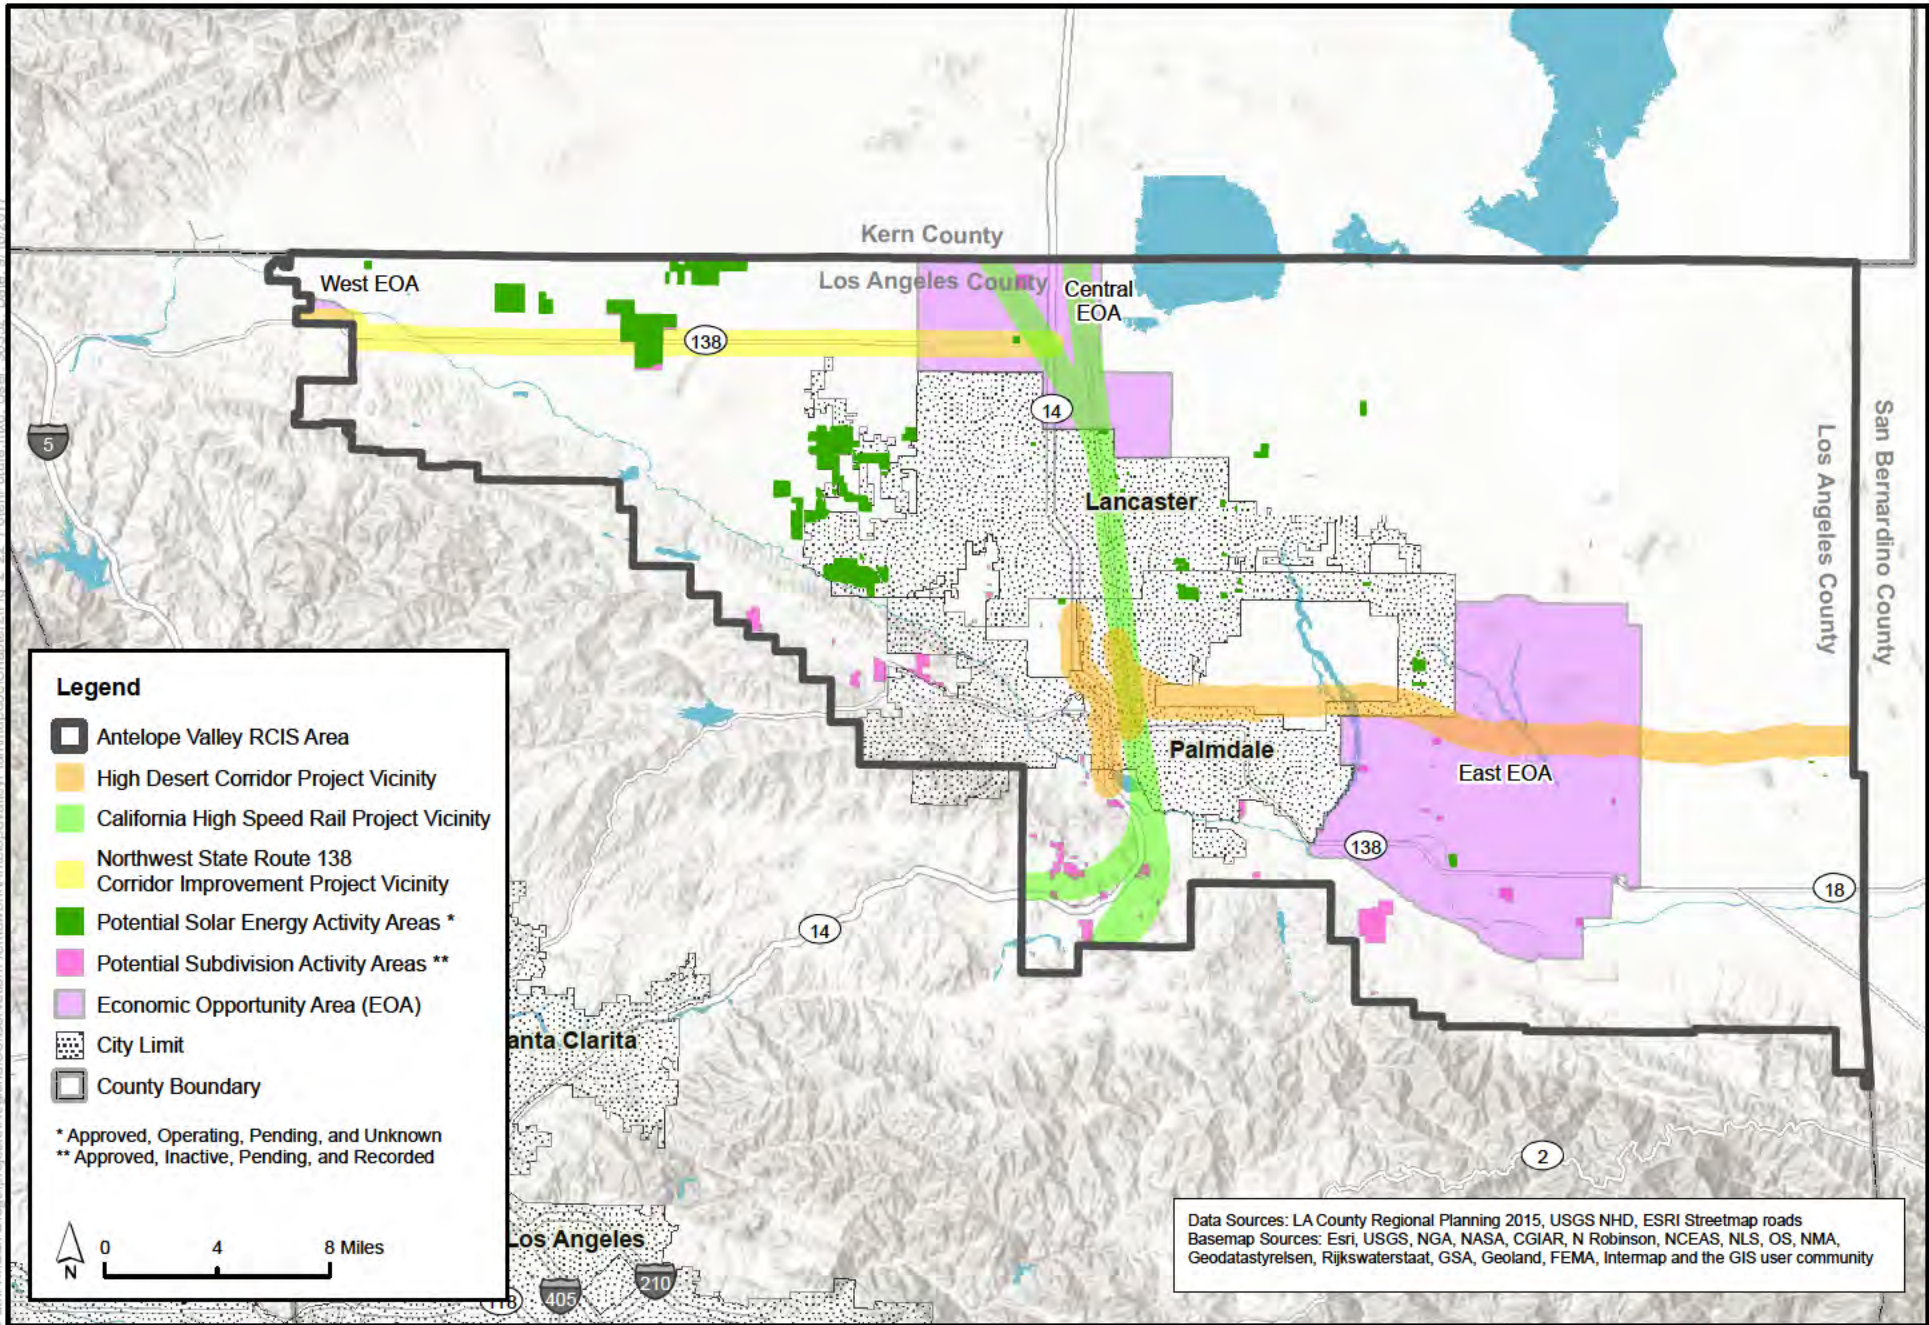 Kern County
Los Angeles County
West EOA
Central
EOA
138
14
5
Lancaster
San Bernardino County
Los Angeles County
Palmdale
East EOA
138
18
14
2
anta Clarita
Los Angeles
118
405
210
Legend
Antelope Valley RCIS Area
High Desert Corridor Project Vicinity
California High Speed Rail Project Vicinity
Northwest State Route 138
Corridor Improvement Project Vicinity
Potential Solar Energy Activity Areas *
Potential Subdivision Activity Areas **
Economic Opportunity Area (EOA)
City Limit
County Boundary
* Approved, Operating, Pending, and Unknown
** Approved, Inactive, Pending, and Recorded
N
0 4 8 Miles
Data Sources: LA County Regional Planning 2015, USGS NHD, ESRI Streetmap roads
Basemap Sources: Esri, USGS, NGA, NASA, CGIAR, N Robinson, NCEAS, NLS, OS, NMA,
Geodatastyrelsen, Rijkswaterstaat, GSA, Geoland, FEMA, Intermap and the GIS user community